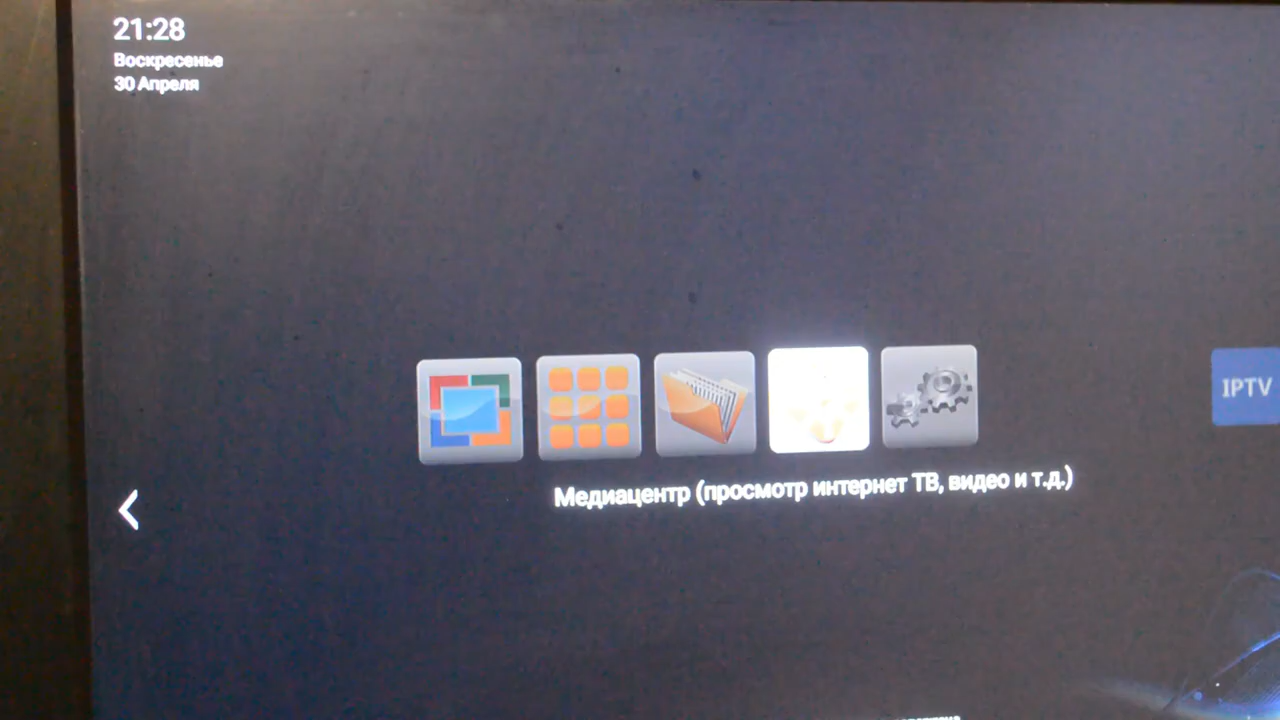 21:28
Воскресенье
30 Апреля
IPTV
Медиацентр (просмотр интернет ТВ, видео и т.д.)